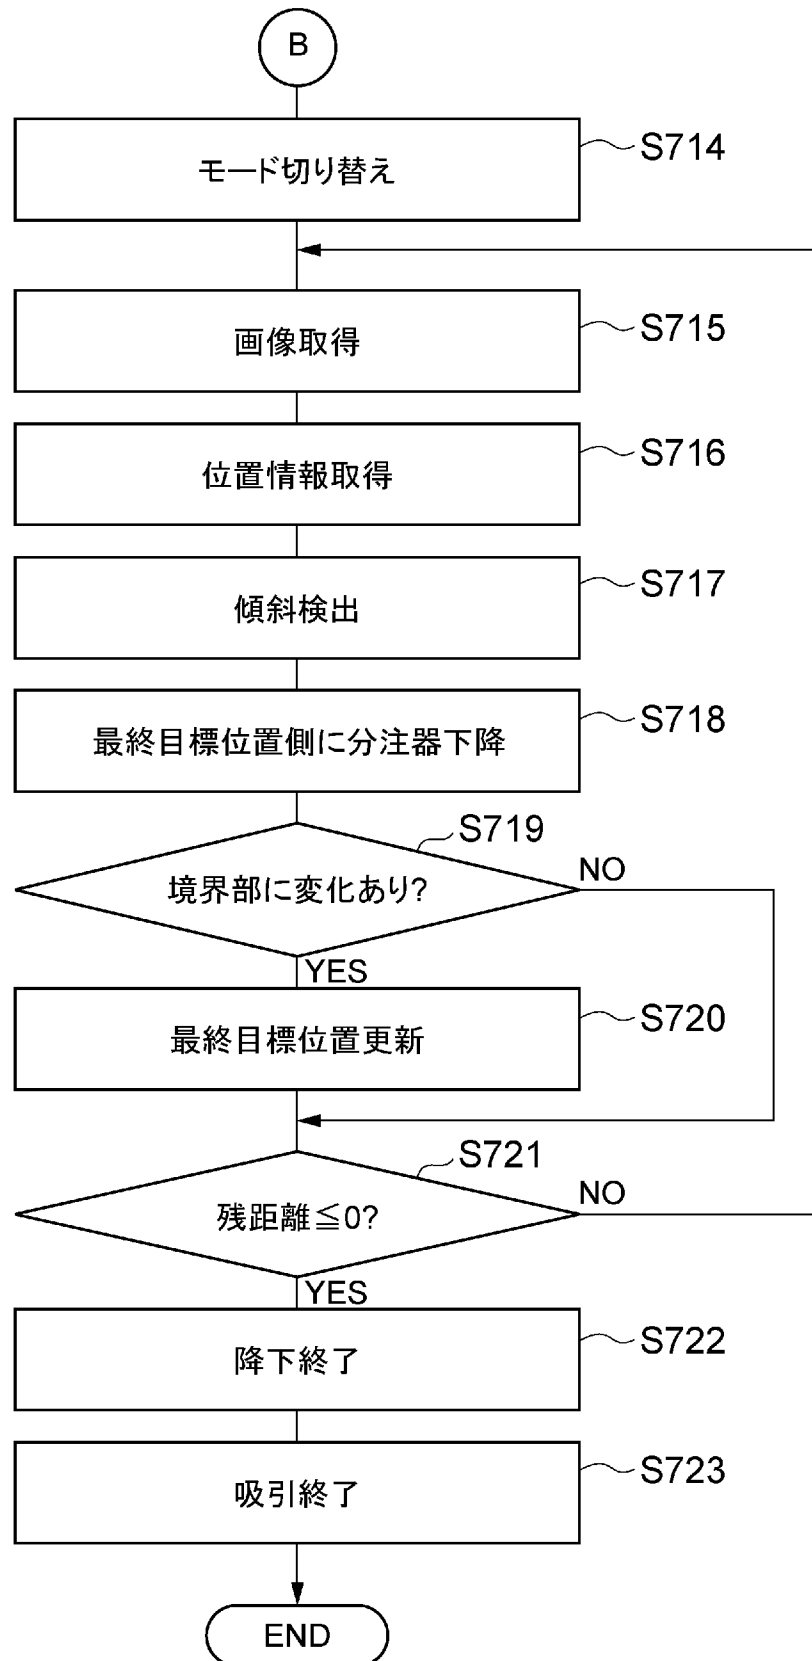 B
モード切り替え
S714
画像取得
S715
位置情報取得
S716
傾斜検出
S717
最終目標位置側に分注器下降
S718
境界部に変化あり?
S719
NO
YES
最終目標位置更新
S720
残距離≦0?
S721
NO
YES
降下終了
S722
吸引終了
S723
END